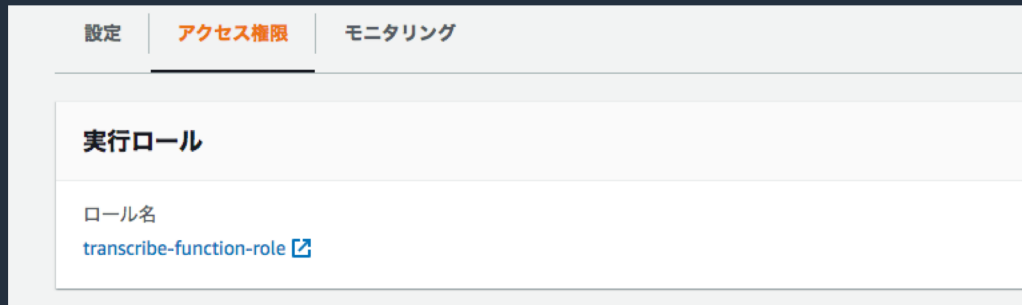 設定 アクセス権限 モニタリング
実行ロール
ロール名
transcribe-function-role